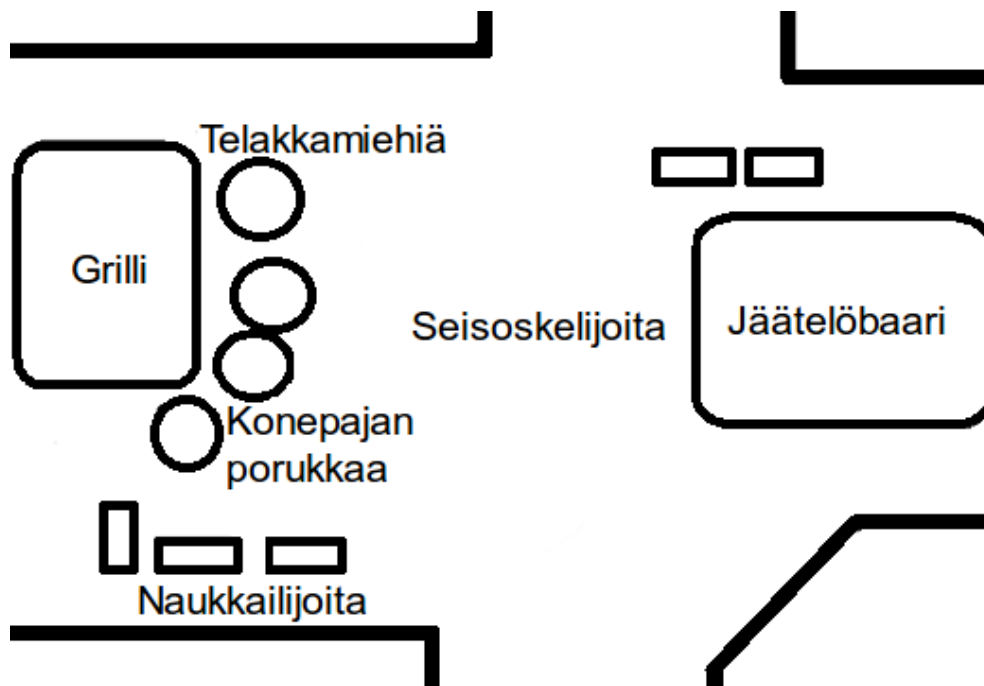 Telakkamiehiä
Grilli
Seisoskelijoita
Jäätelöbaari
Konepajan
porukkaa
Naukkailijoita